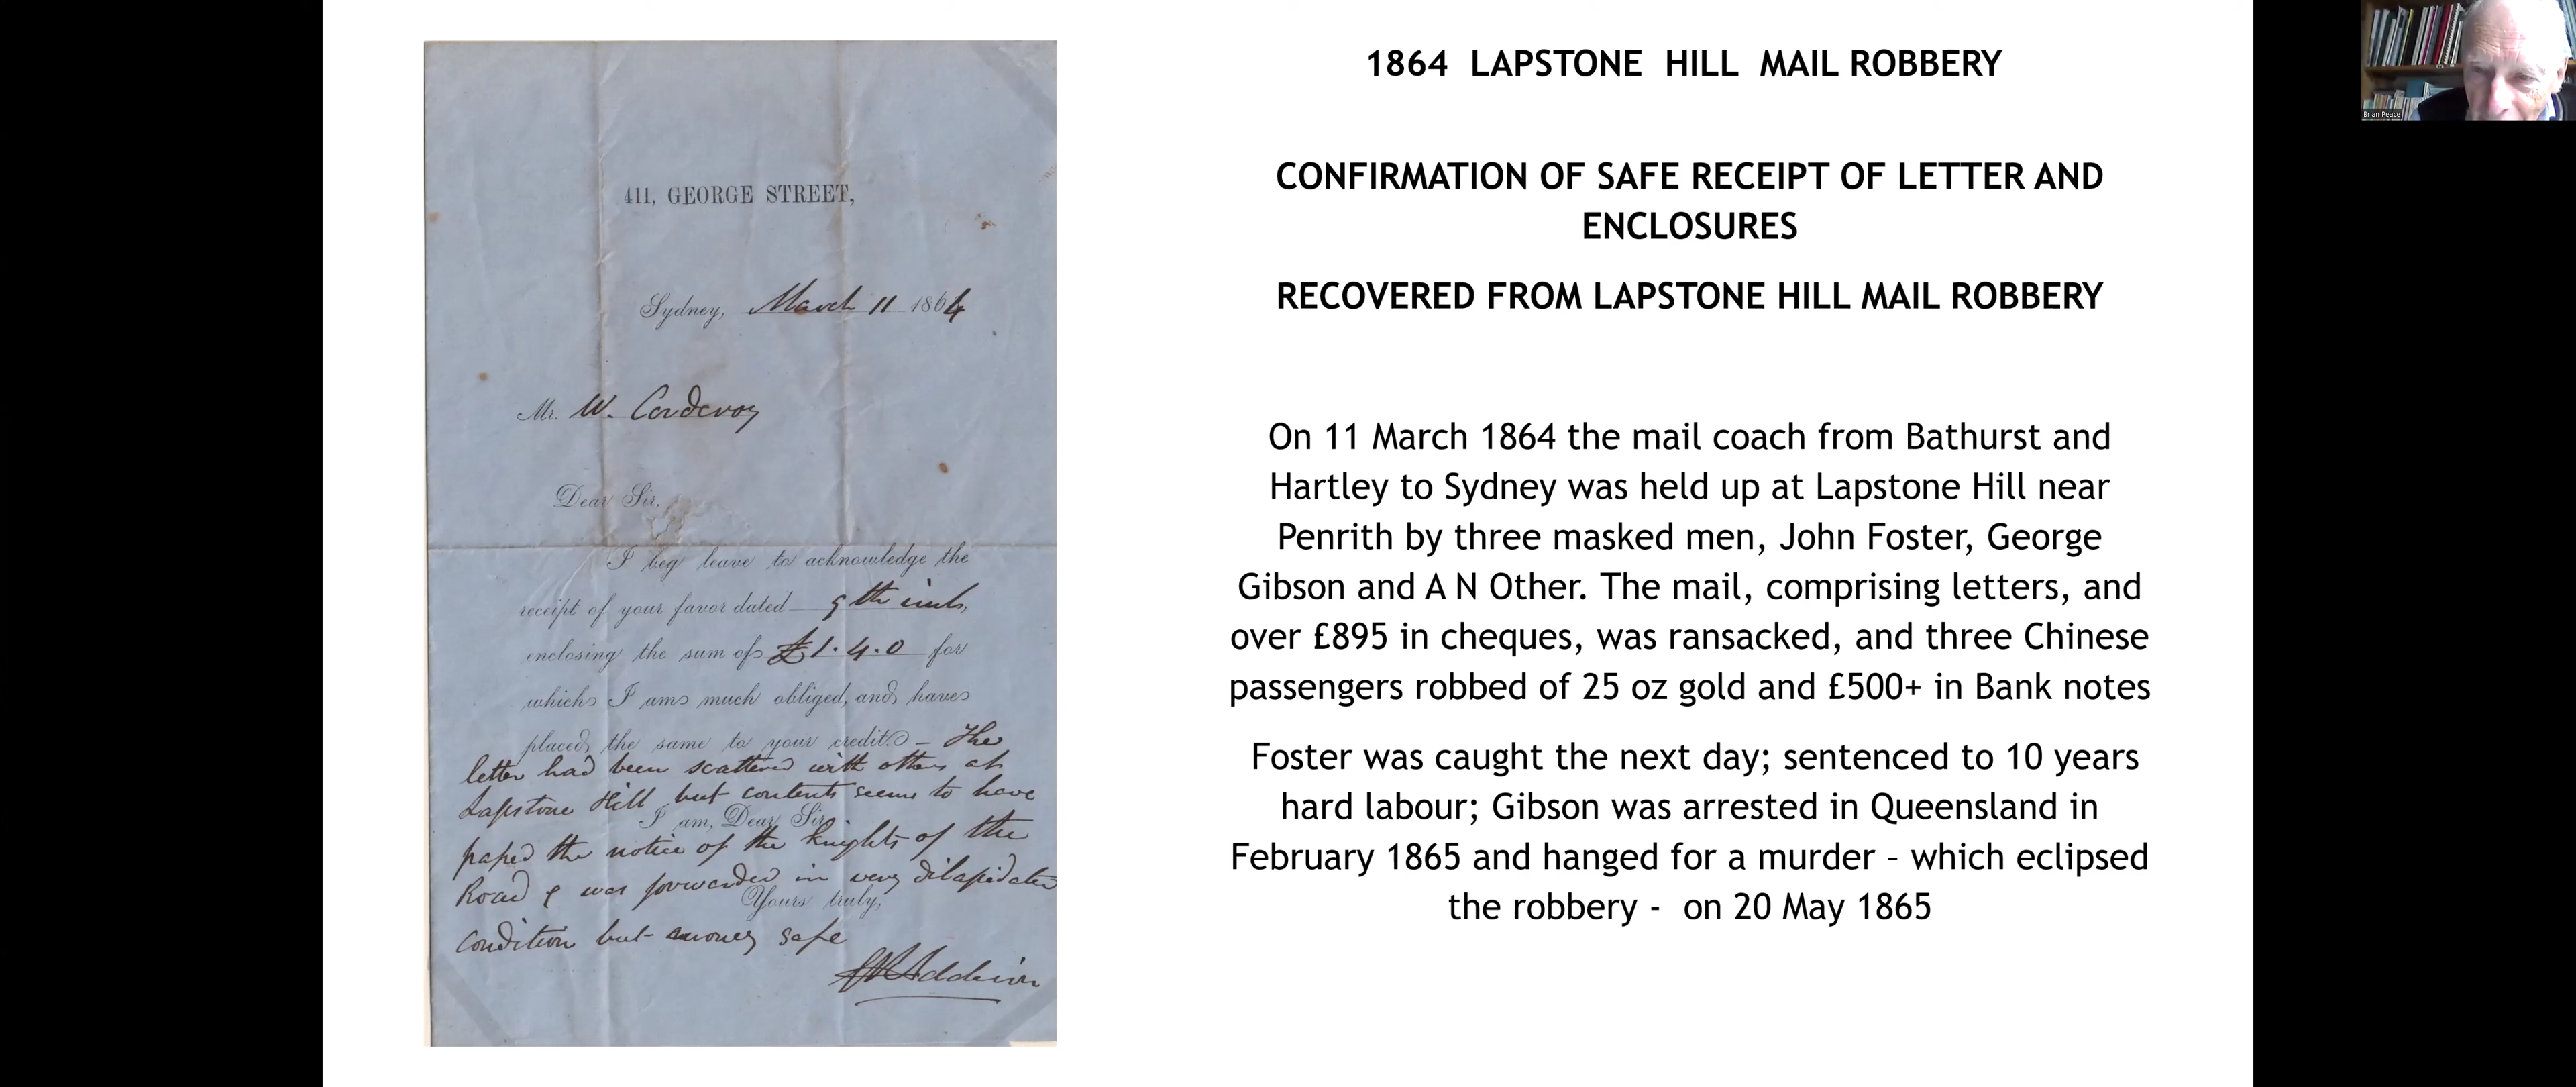 411, GEORGE STREET,
Sydney, March 11 1864
Mr. W. Corderoy
Dear Sir,
I beg leave to acknowledge the
receipt of your favor dated 9th inst,
enclosing the sum of £1.4.0 for
which I am much obliged, and have
placed the same to your credit. - The
letter had been scattered with others at
Lapstone Hill but contents seems to have
I am, Dear Sir,
paped the notice of the Knights of the
Road & was forwarded in very dilapidated
Yours truly,
condition but money safe
1864 LAPSTONE HILL MAIL ROBBERY
CONFIRMATION OF SAFE RECEIPT OF LETTER AND
ENCLOSURES
RECOVERED FROM LAPSTONE HILL MAIL ROBBERY
On 11 March 1864 the mail coach from Bathurst and
Hartley to Sydney was held up at Lapstone Hill near
Penrith by three masked men, John Foster, George
Gibson and A N Other. The mail, comprising letters, and
over £895 in cheques, was ransacked, and three Chinese
passengers robbed of 25 oz gold and £500+ in Bank notes
Foster was caught the next day; sentenced to 10 years
hard labour; Gibson was arrested in Queensland in
February 1865 and hanged for a murder – which eclipsed
the robbery - on 20 May 1865
Brian Peace